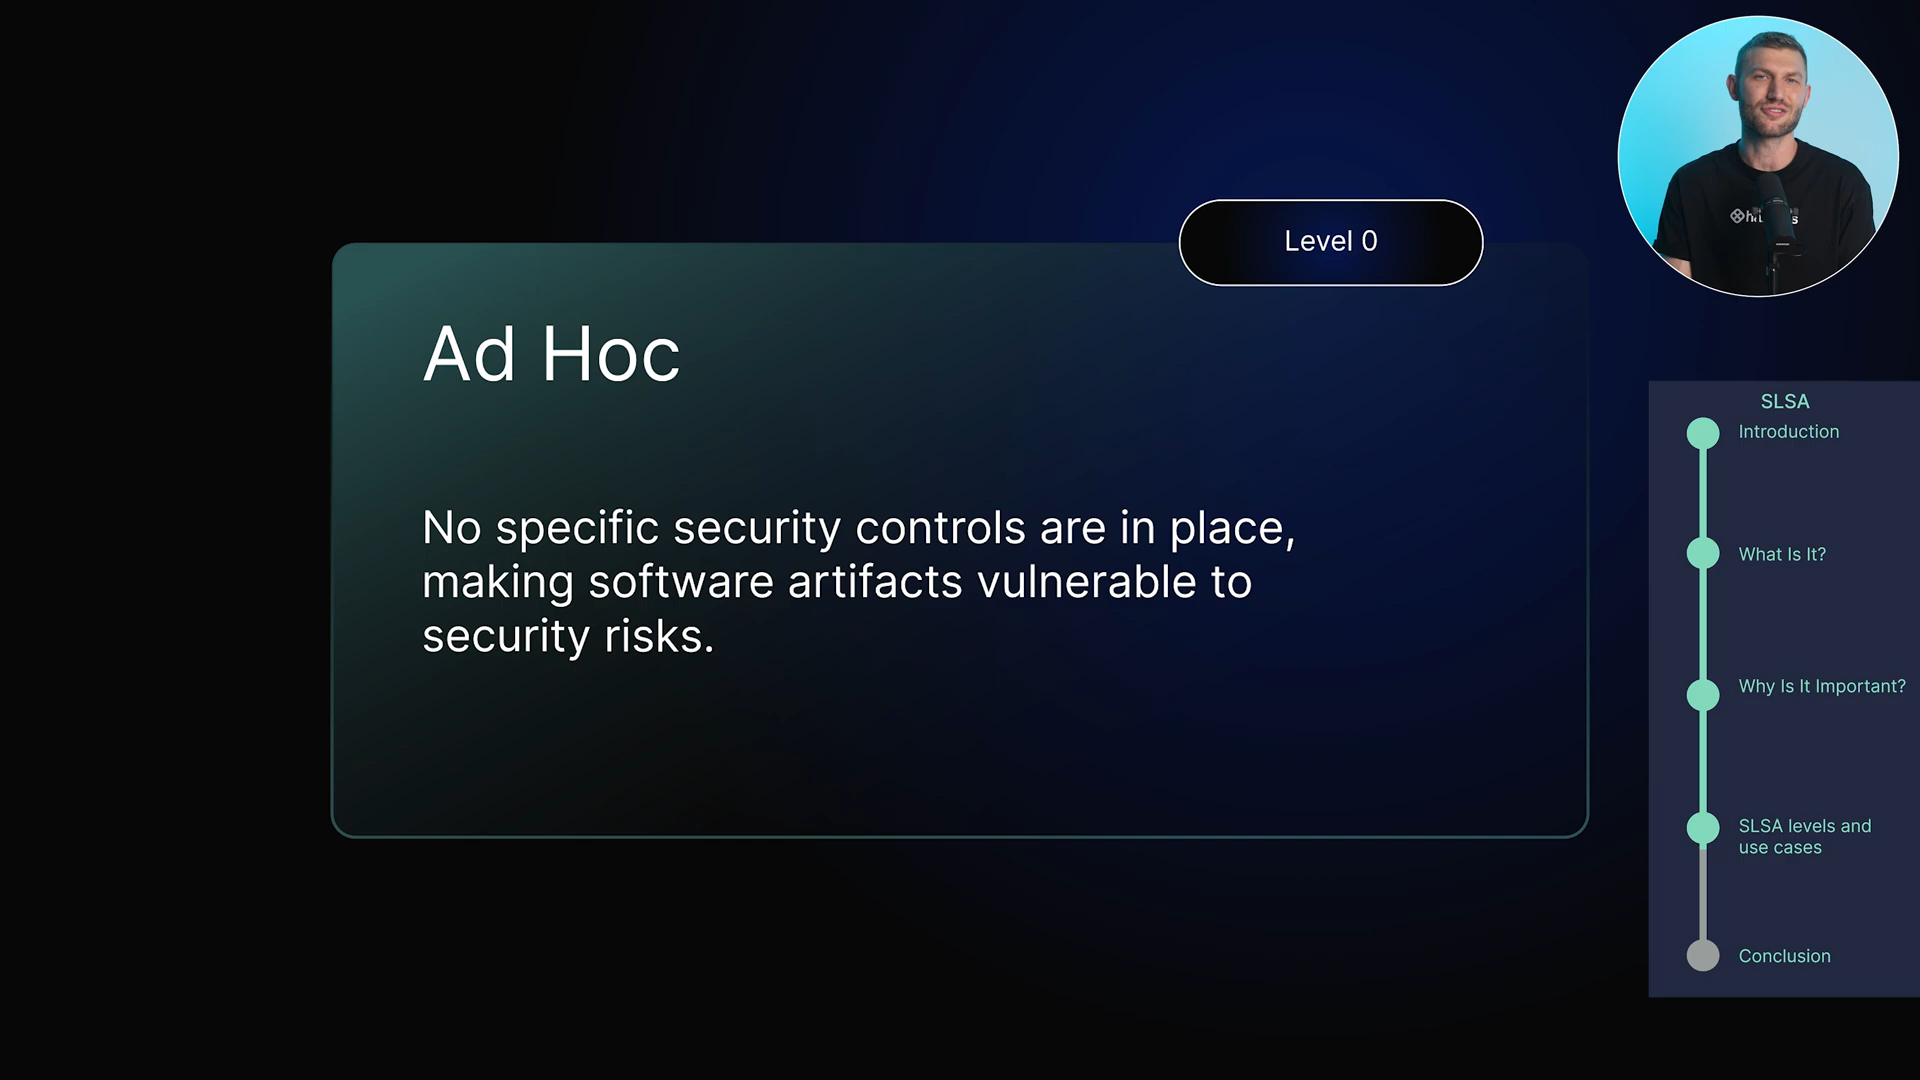 Level 0
Ad Hoc
No specific security controls are in place,
making software artifacts vulnerable to
security risks.
SLSA
Introduction
What Is It?
Why Is It Important?
SLSA levels and
use cases
Conclusion